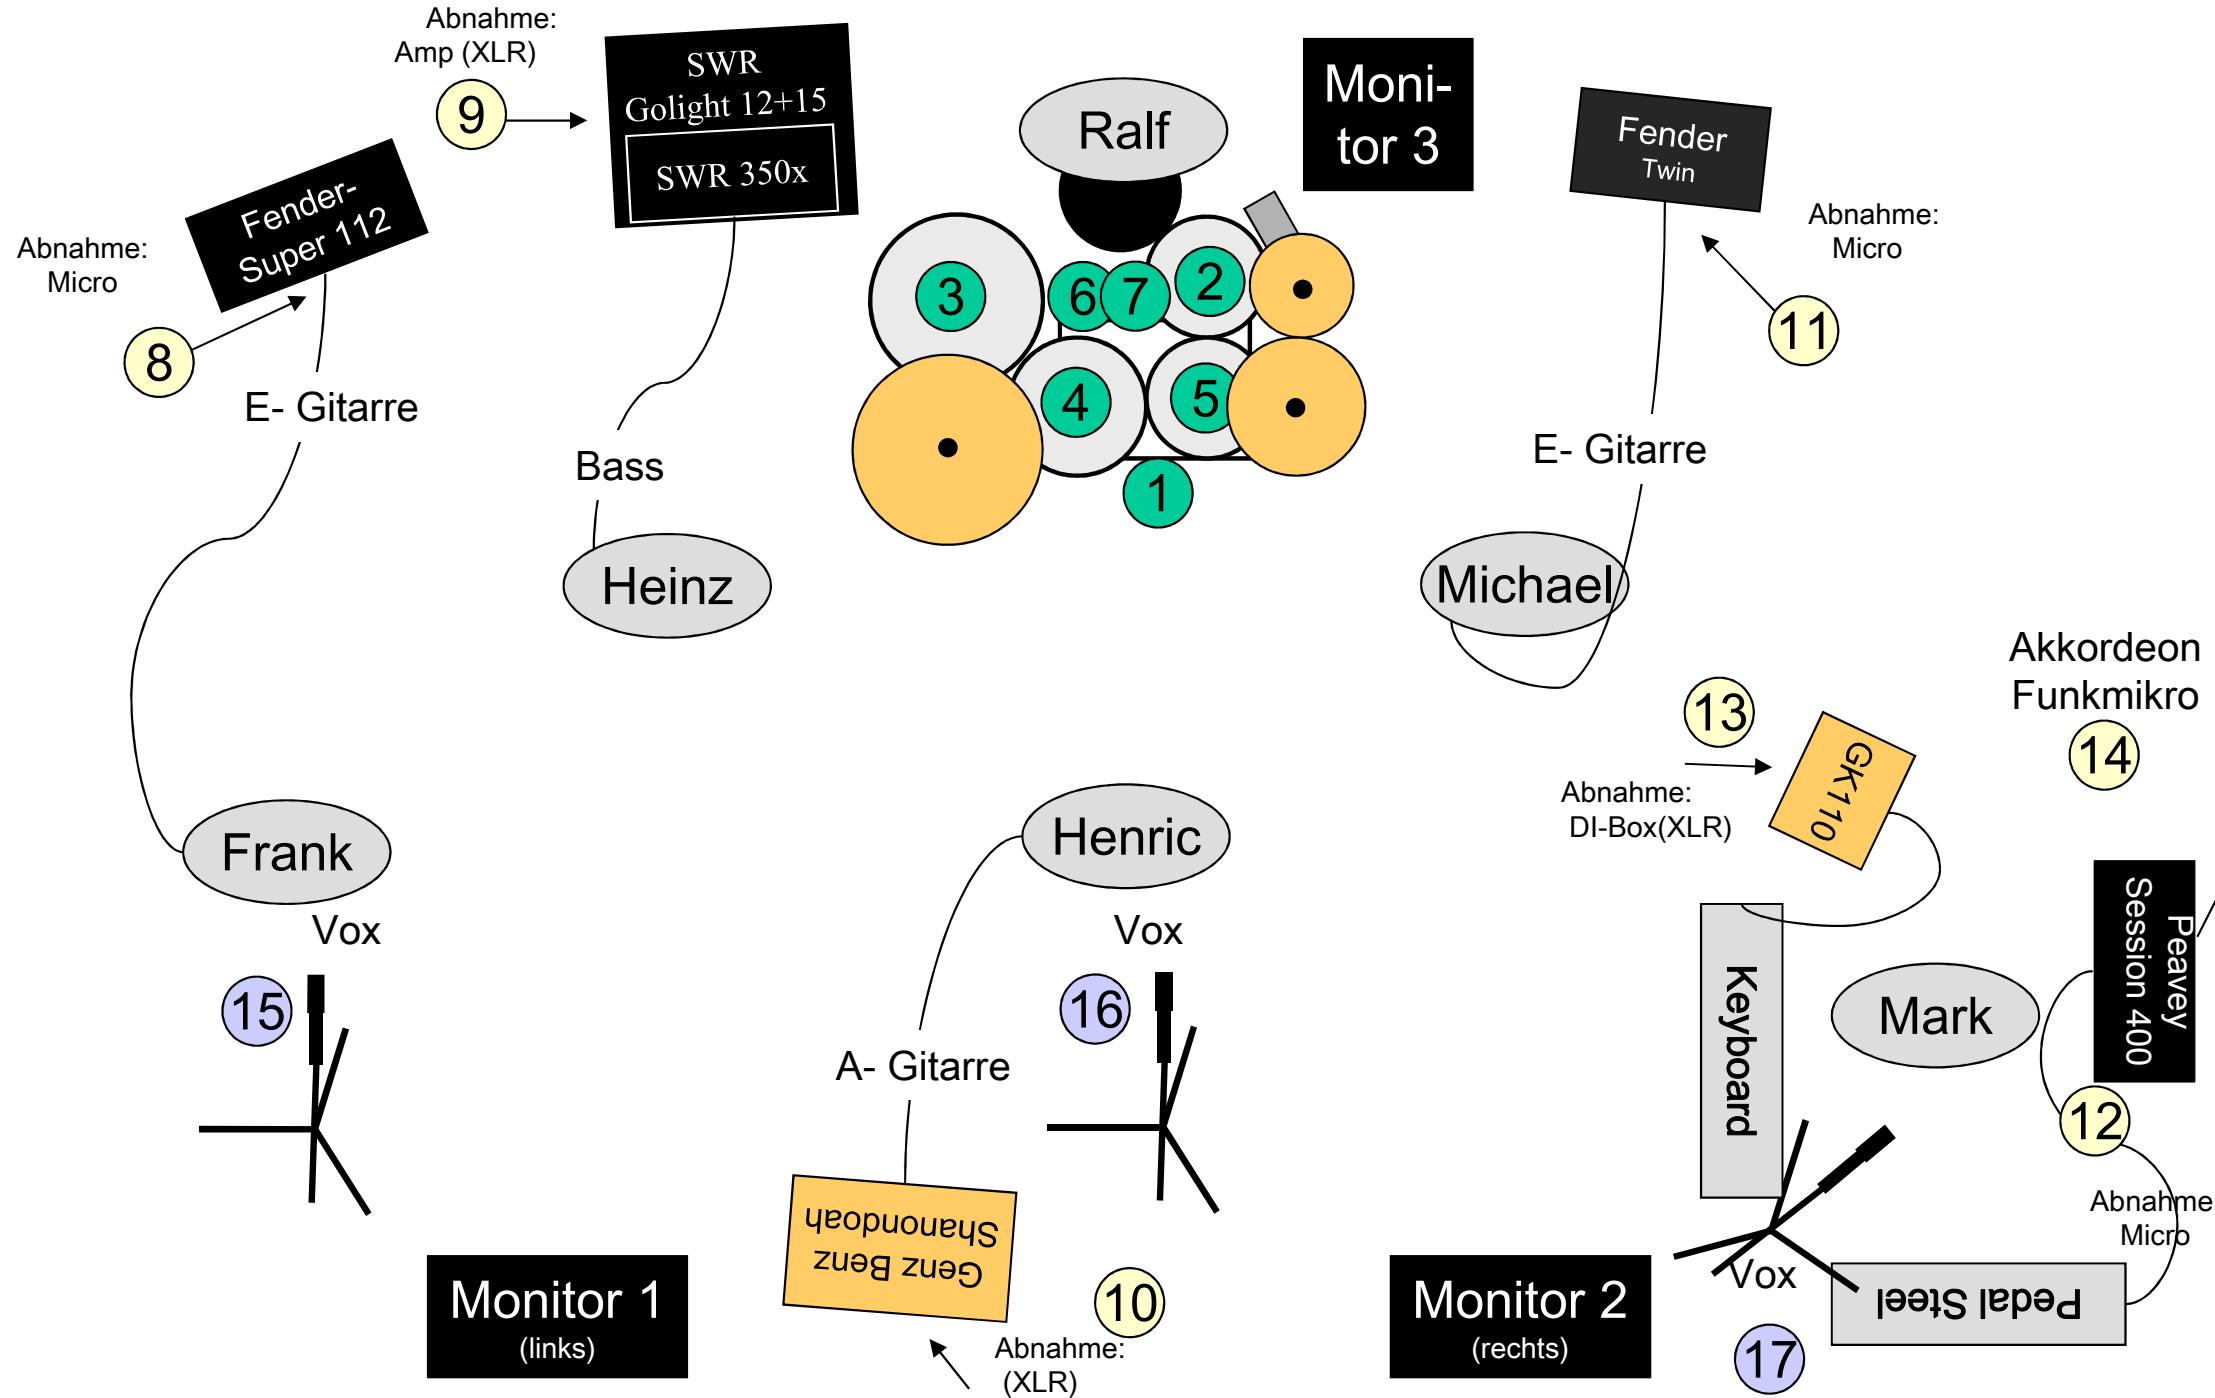 Abnahme:
Amp (XLR)
9
SWR
Golight 12+15
SWR 350x
Ralf
Moni-
tor 3
Fender
Twin
Abnahme:
Micro
11
Fender-
Super 112
Abnahme:
Micro
8
3
6
7
2
4
5
1
E- Gitarre
Bass
E- Gitarre
Heinz
Michael
Akkordeon
Funkmikro
14
13
Abnahme:
DI-Box(XLR)
GK110
Frank
Vox
15
Henric
Vox
16
A- Gitarre
Keyboard
Mark
Peavey
Session 400
12
Abnahme
Micro
Genz Benz
Shanondoah
10
Abnahme:
(XLR)
Monitor 1
(links)
Monitor 2
(rechts)
Vox
17
Pedal Steel